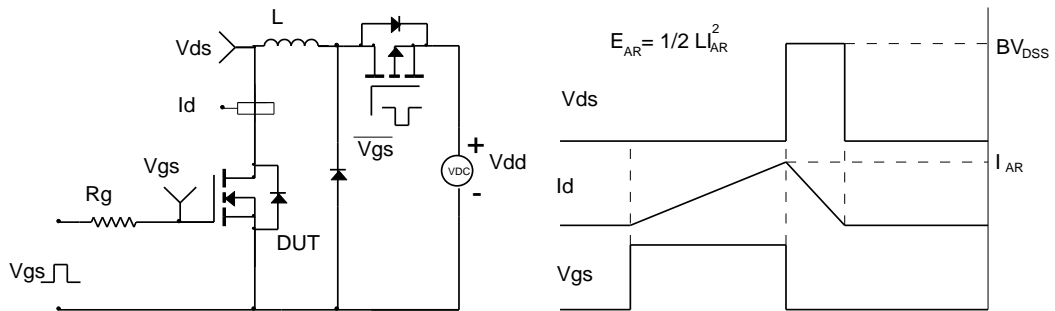 L
Vds
Id
Vgs
Rg
DUT
Vgs
Vgs
+
VDC
Vdd
-
E_AR= 1/2 LI_AR^2
Vds
BV_DSS
Id
I_AR
Vgs